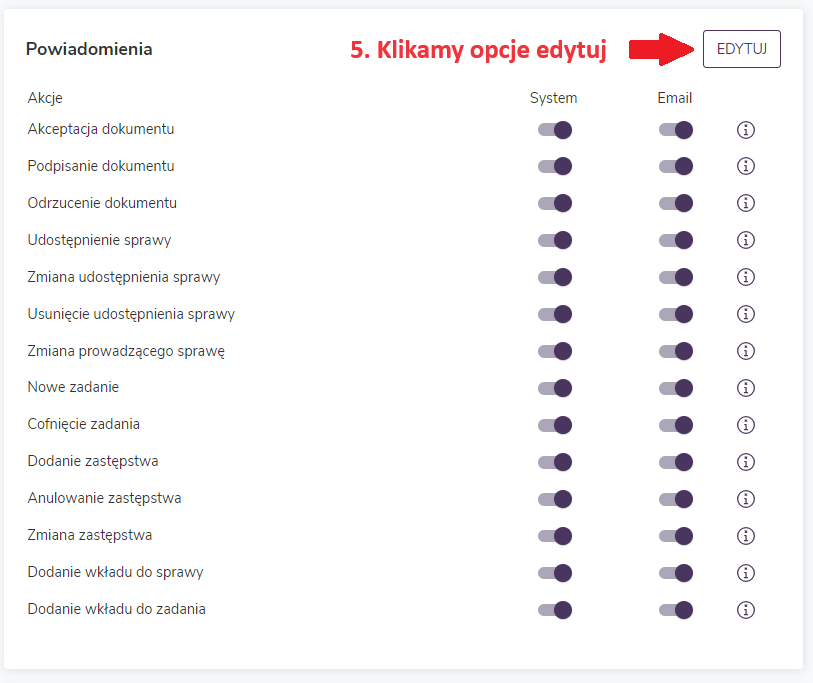 Powiadomienia 5. Klikamy opcje edytuj EDYTUJ
Akcje System Email
Akceptacja dokumentu
Podpisanie dokumentu
Odrzucenie dokumentu
Udostępnienie sprawy
Zmiana udostępnienia sprawy
Usunięcie udostępnienia sprawy
Zmiana prowadzącego sprawę
Nowe zadanie
Cofnięcie zadania
Dodanie zastępstwa
Anulowanie zastępstwa
Zmiana zastępstwa
Dodanie wkładu do sprawy
Dodanie wkładu do zadania